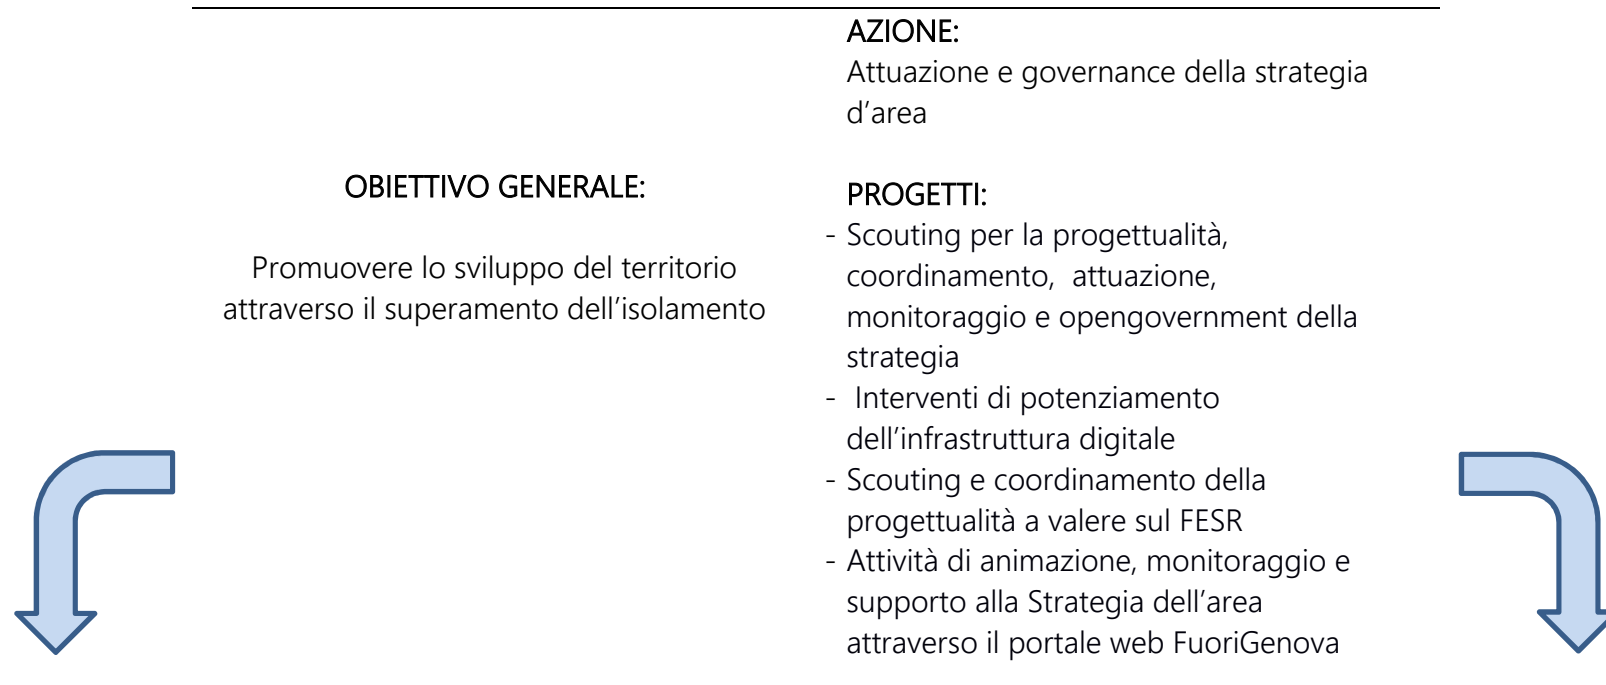 OBIETTIVO GENERALE:
Promuovere lo sviluppo del territorio
attraverso il superamento dell’isolamento
AZIONE:
Attuazione e governance della strategia
d’area
PROGETTI:
- Scouting per la progettualità,
coordinamento,  attuazione,
monitoraggio e opengovernment della
strategia
-  Interventi di potenziamento
dell’infrastruttura digitale
- Scouting e coordinamento della
progettualità a valere sul FESR
- Attività di animazione, monitoraggio e
supporto alla Strategia dell’area
attraverso il portale web FuoriGenova